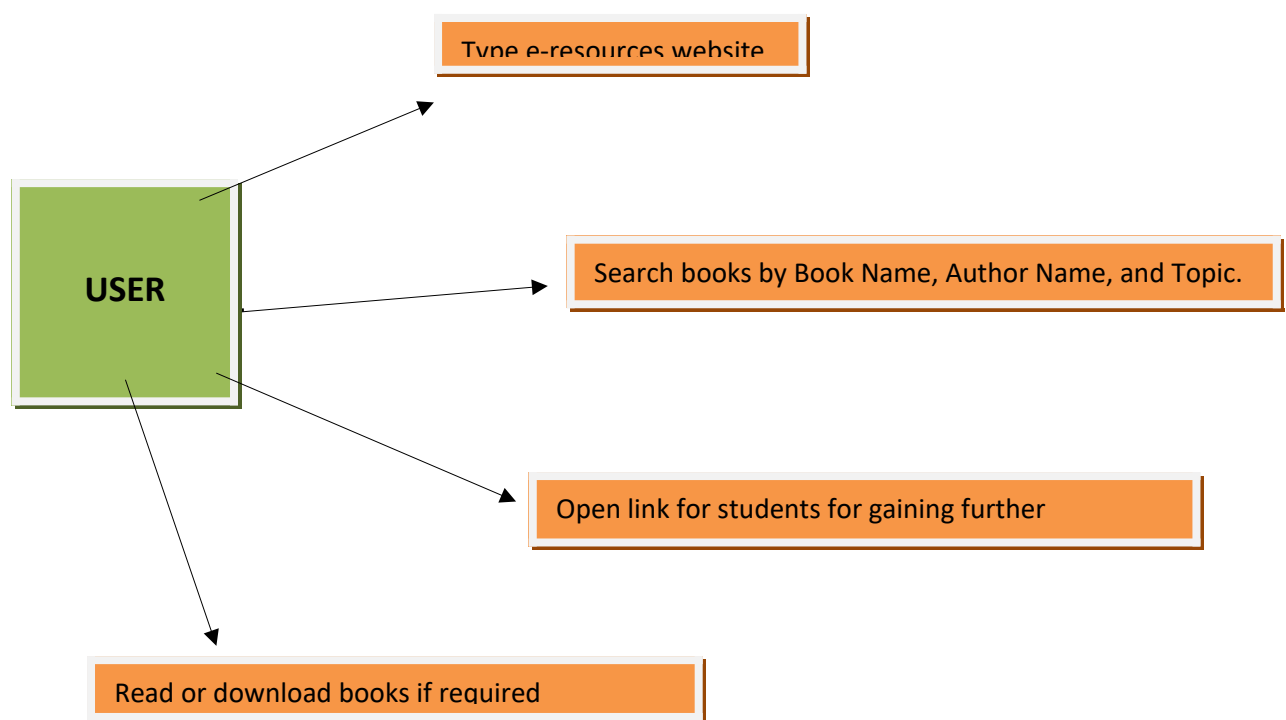 Type e-resources website
USER
Search books by Book Name, Author Name, and Topic.
Open link for students for gaining further
Read or download books if required